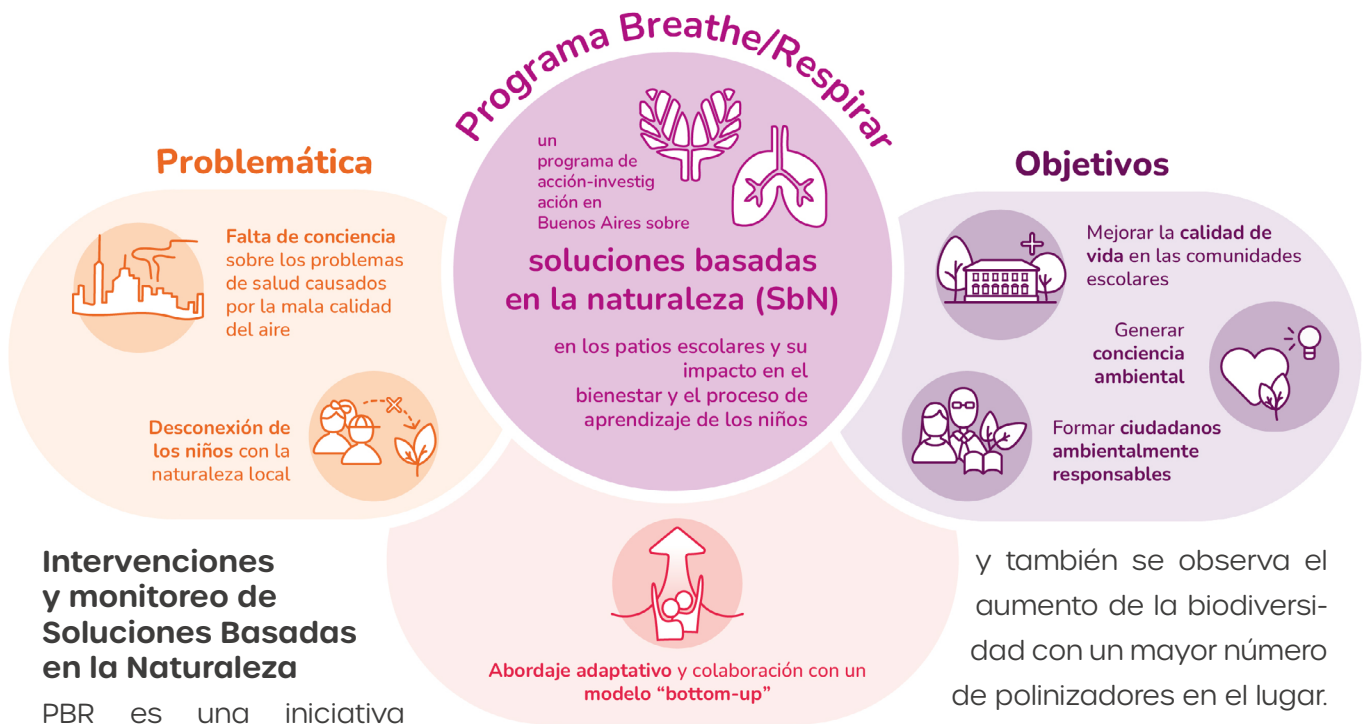 Programa Breathe/Respirar
un
programa de
acción-investig
ación en
Buenos Aires sobre
soluciones basadas
en la naturaleza (SbN)
en los patios escolares y su
impacto en el
bienestar y el proceso de
aprendizaje de los niños
Problemática
Falta de conciencia
sobre los problemas
de salud causados
por la mala calidad
del aire
Desconexión de
los niños con la
naturaleza local
Objetivos
Mejorar la calidad de
vida en las comunidades
escolares
Generar
conciencia
ambiental
Formar ciudadanos
ambientalmente
responsables
Abordaje adaptativo y colaboración con un
modelo “bottom-up”
Intervenciones
y monitoreo de
Soluciones Basadas
en la Naturaleza
PBR es una iniciativa
y también se observa el
aumento de la biodiversi-
dad con un mayor número
de polinizadores en el lugar.